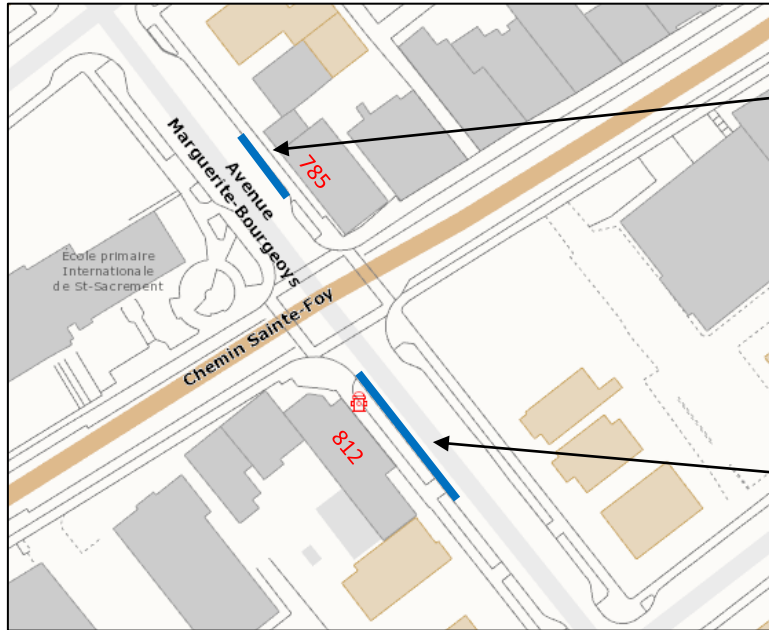 785
Avenue
Marguerite-Bourgeoys
École primaire
Internationale
de St-Sacrement
Chemin Sainte-Foy
812